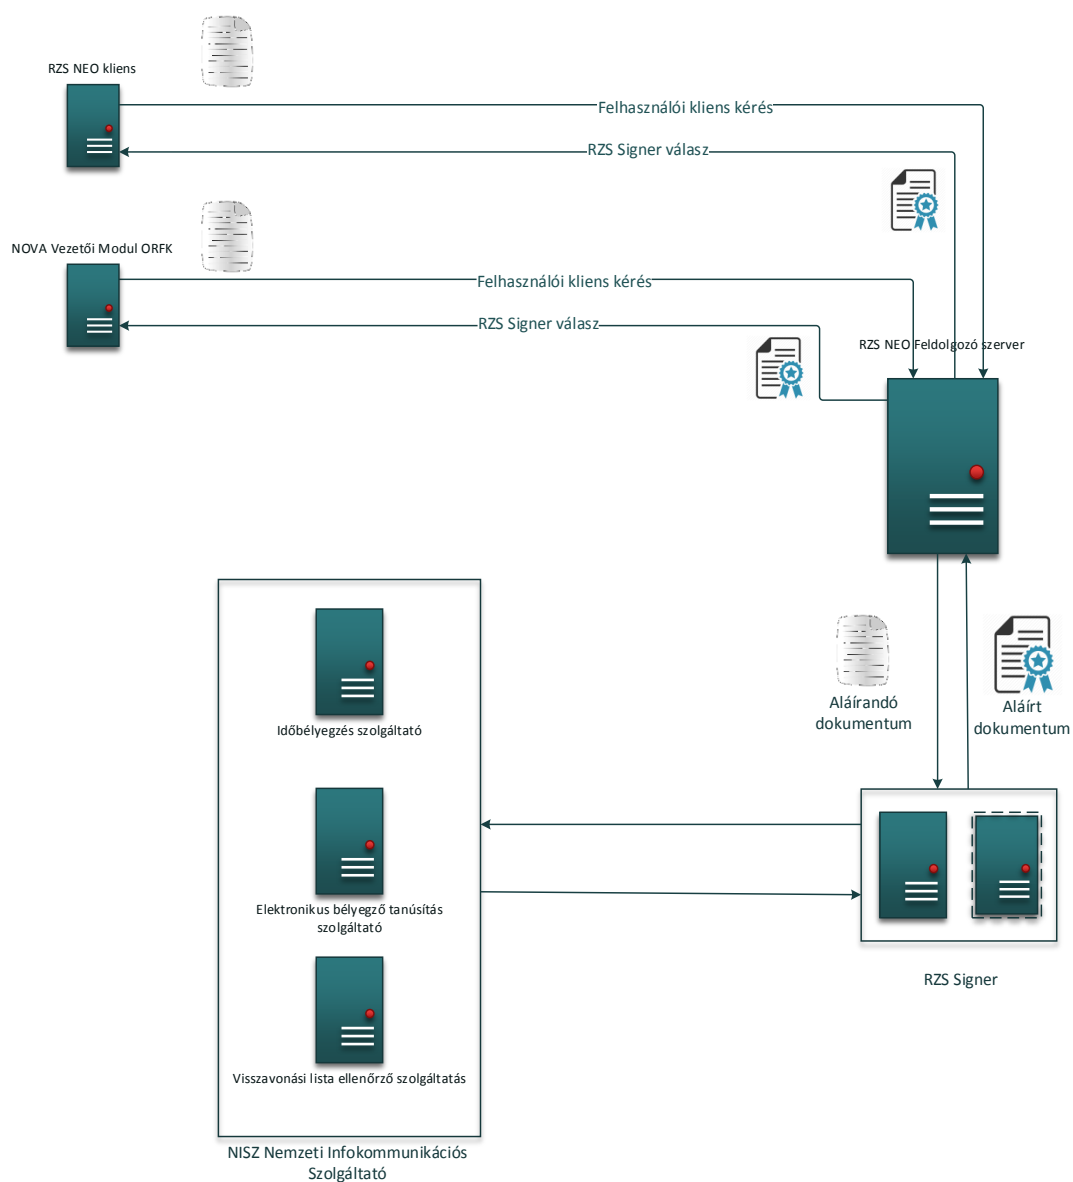 RZS NEO kliens
Felhasználói kliens kérés
RZS Signer válasz
NOVA Vezetői Modul ORFK
Felhasználói kliens kérés
RZS Signer válasz
RZS NEO Feldolgozó szerver
Aláírandó
dokumentum
Aláírt
dokumentum
Időbélyegzés szolgáltató
Elektronikus bélyegző tanúsítás
szolgáltató
RZS Signer
Visszavonási lista ellenőrző szolgáltatás
NISZ Nemzeti Infokommunikációs
Szolgáltató